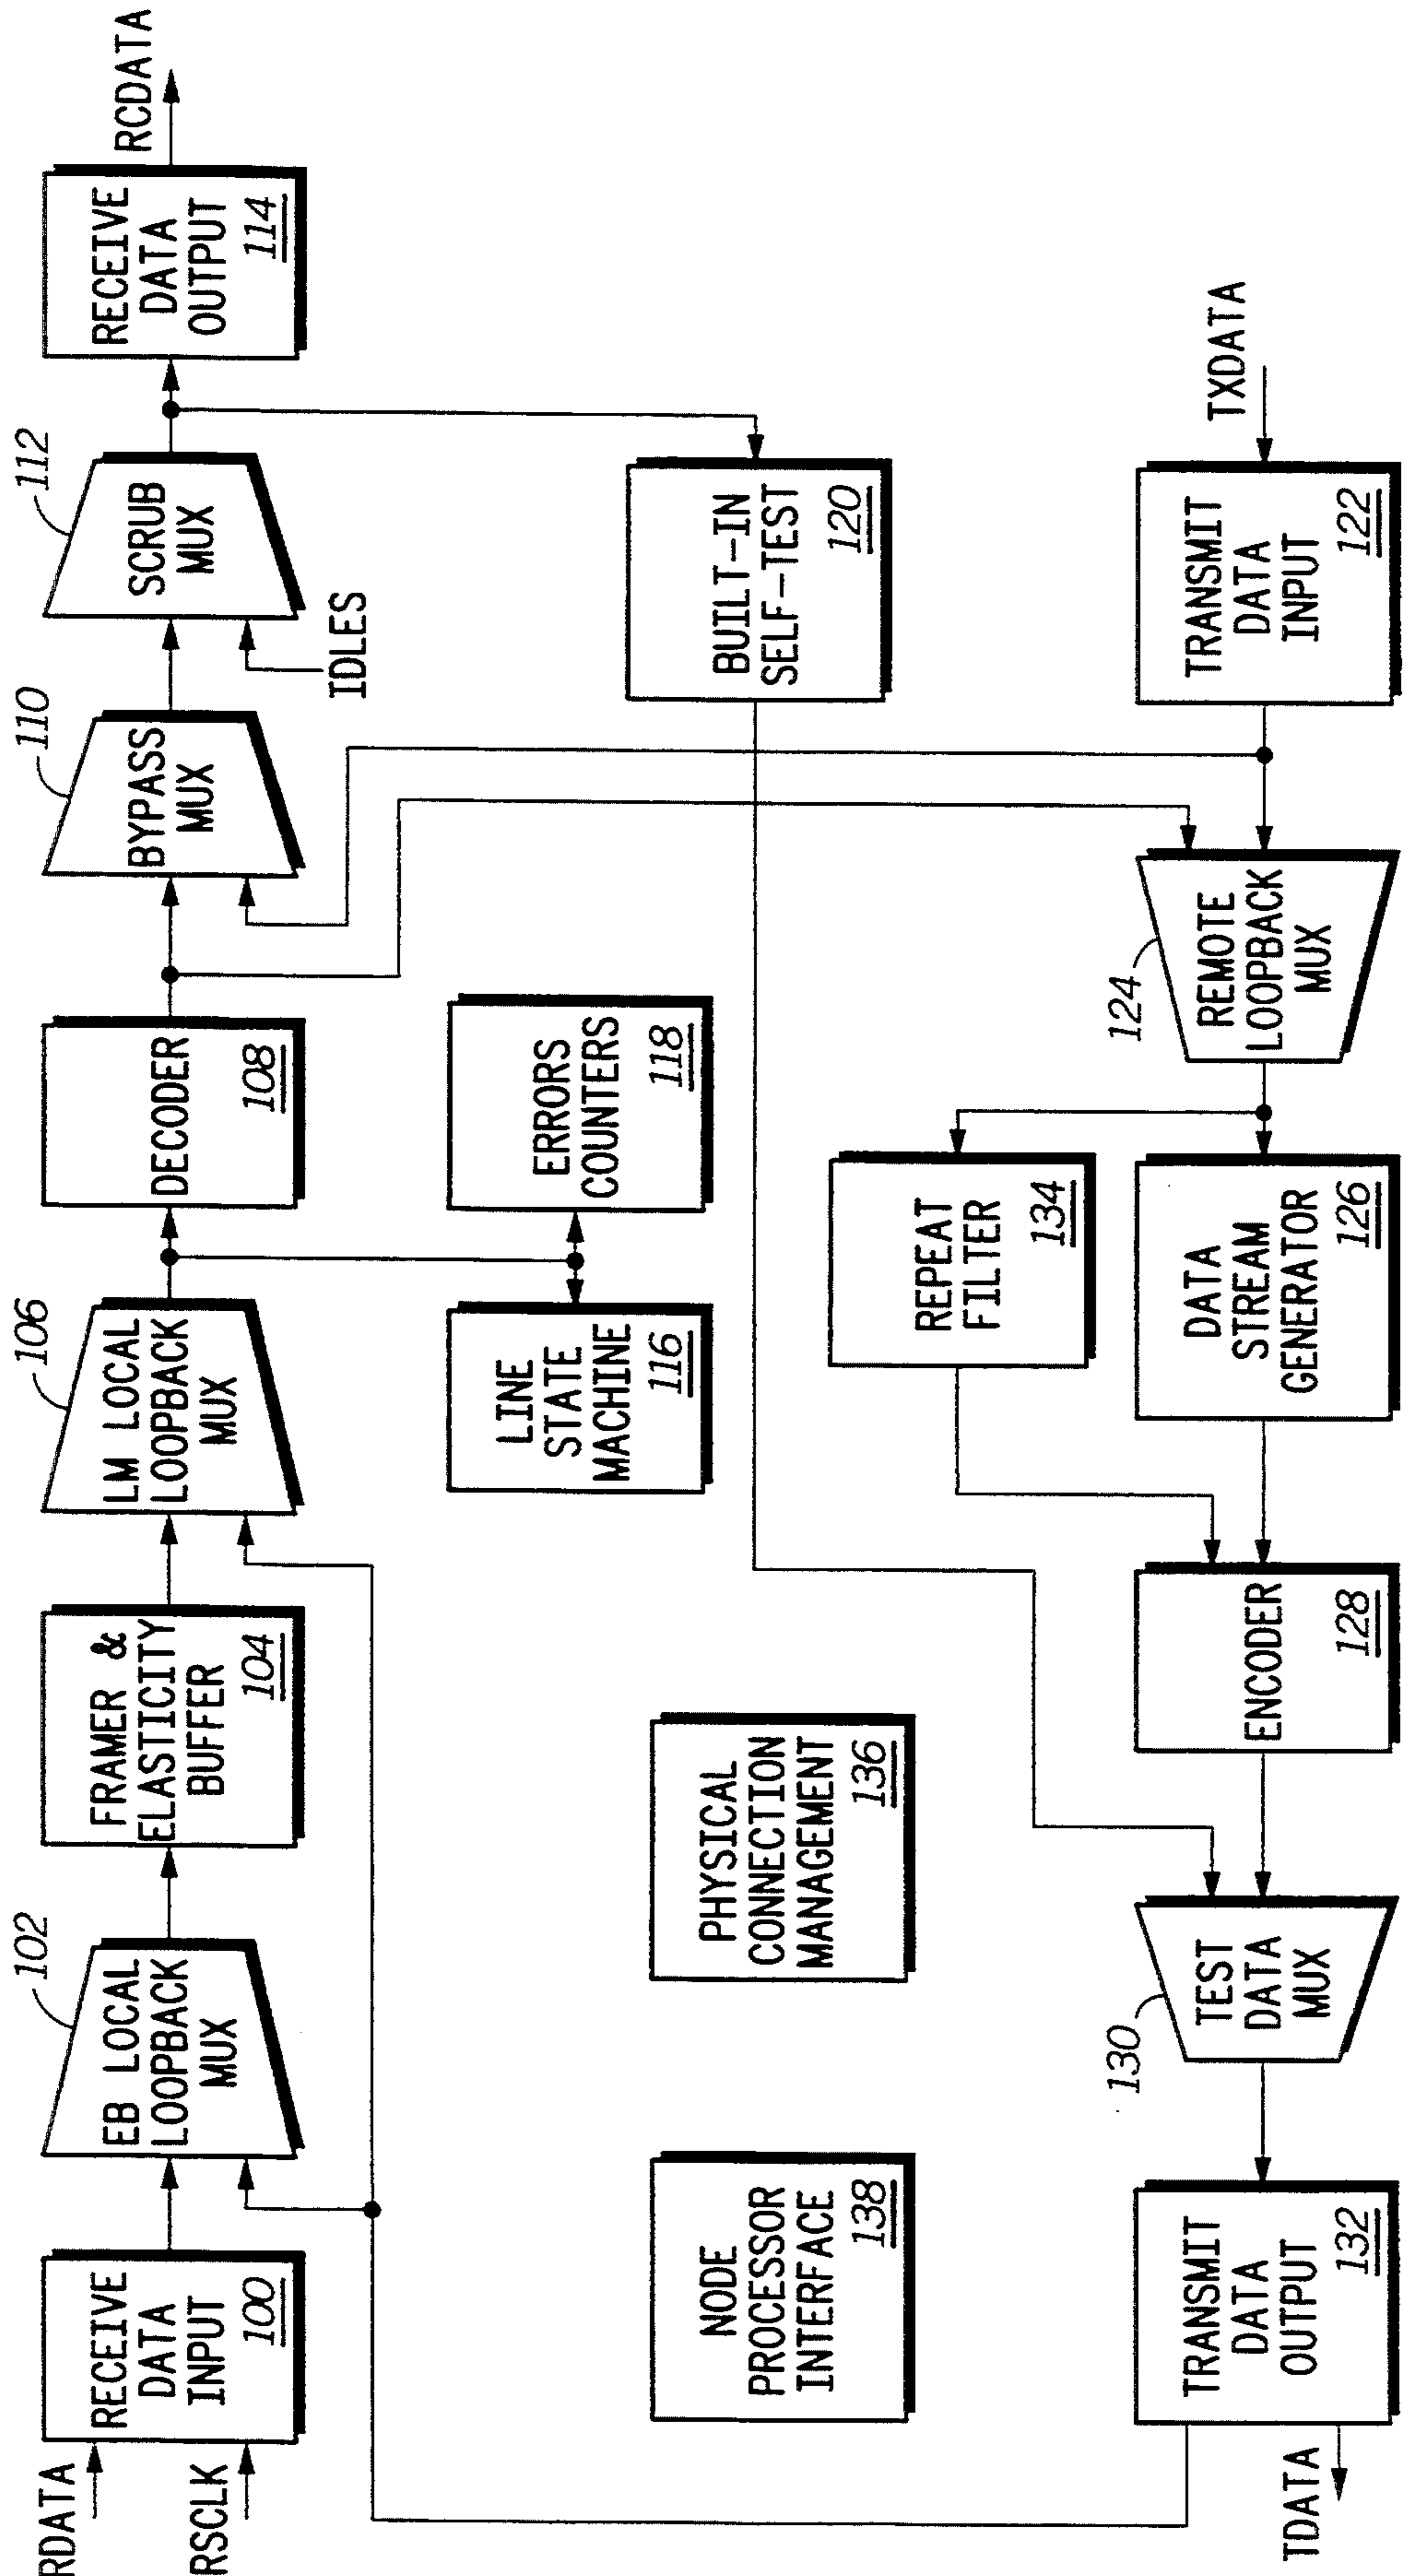 RDATA
RSCLK
RECEIVE
DATA
INPUT
100
102
EB LOCAL
LOOPBACK
MUX
FRAMER &
ELASTICITY
BUFFER
104
106
LM LOCAL
LOOPBACK
MUX
DECODER
108
110
BYPASS
MUX
112
SCRUB
MUX
IDLES
RECEIVE
DATA
OUTPUT
114
RCDATA
LINE
STATE
MACHINE
116
ERRORS
COUNTERS
118
BUILT-IN
SELF-TEST
120
NODE
PROCESSOR
INTERFACE
138
PHYSICAL
CONNECTION
MANAGEMENT
136
REPEAT
FILTER
134
TDATA
TRANSMIT
DATA
OUTPUT
132
130
TEST
DATA
MUX
ENCODER
128
DATA
STREAM
GENERATOR
126
124
REMOTE
LOOPBACK
MUX
TRANSMIT
DATA
INPUT
122
TXDATA